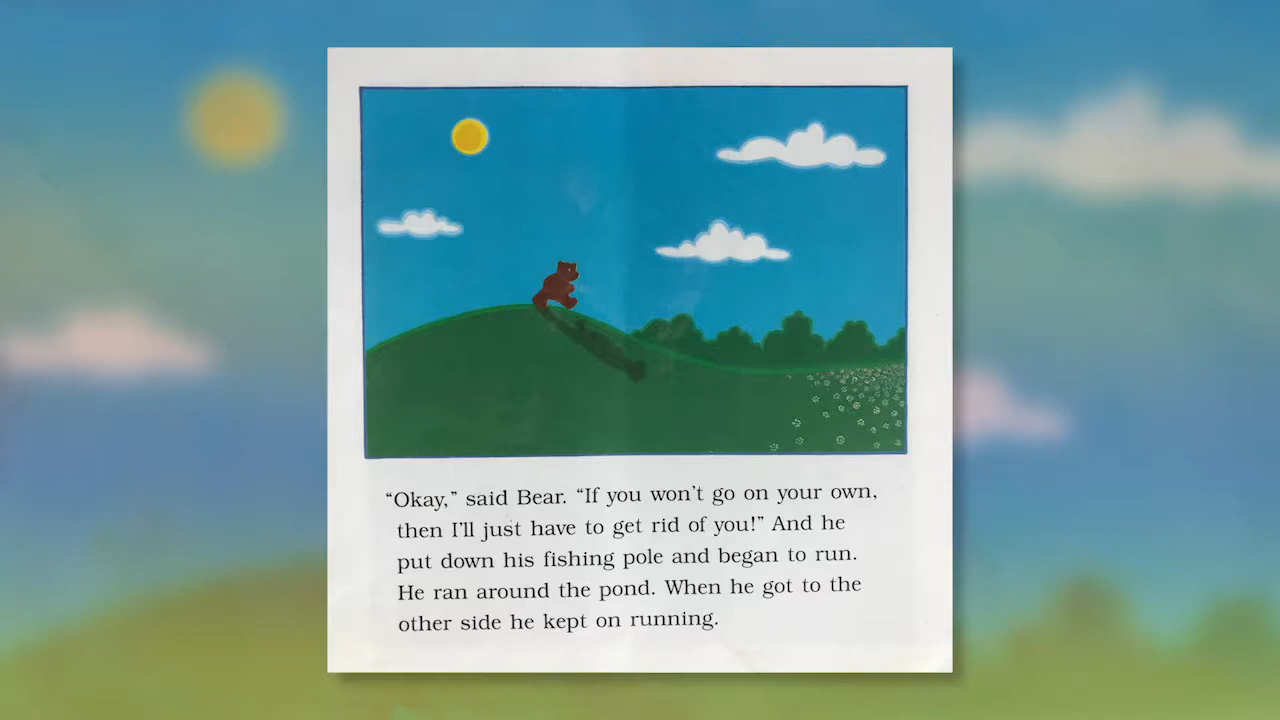 “Okay,” said Bear. “If you won’t go on your own,
then I’ll just have to get rid of you!” And he
put down his fishing pole and began to run.
He ran around the pond. When he got to the
other side he kept on running.